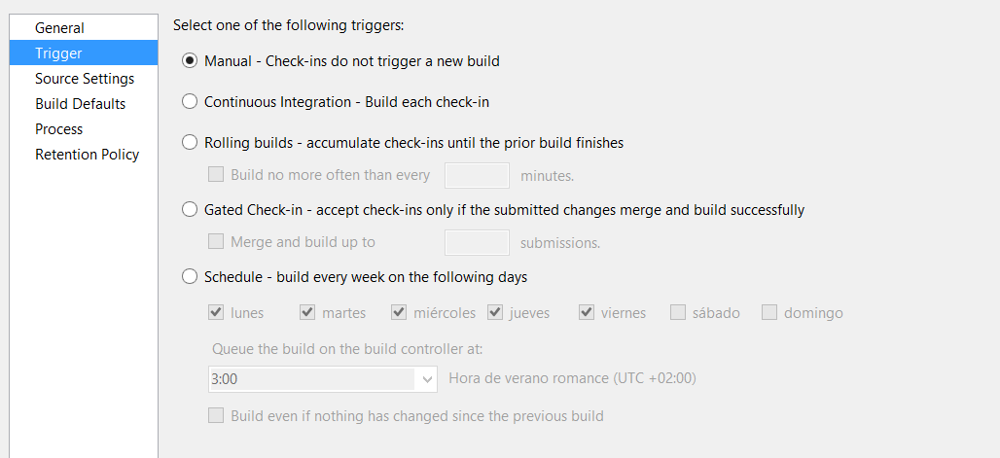 General
Trigger
Source Settings
Build Defaults
Process
Retention Policy
Select one of the following triggers:
Manual - Check-ins do not trigger a new build
Continuous Integration - Build each check-in
Rolling builds - accumulate check-ins until the prior build finishes
Build no more often than every minutes.
Gated Check-in - accept check-ins only if the submitted changes merge and build successfully
Merge and build up to submissions.
Schedule - build every week on the following days
lunes martes miércoles jueves viernes sábado domingo
Queue the build on the build controller at:
3:00 Hora de verano romance (UTC +02:00)
Build even if nothing has changed since the previous build